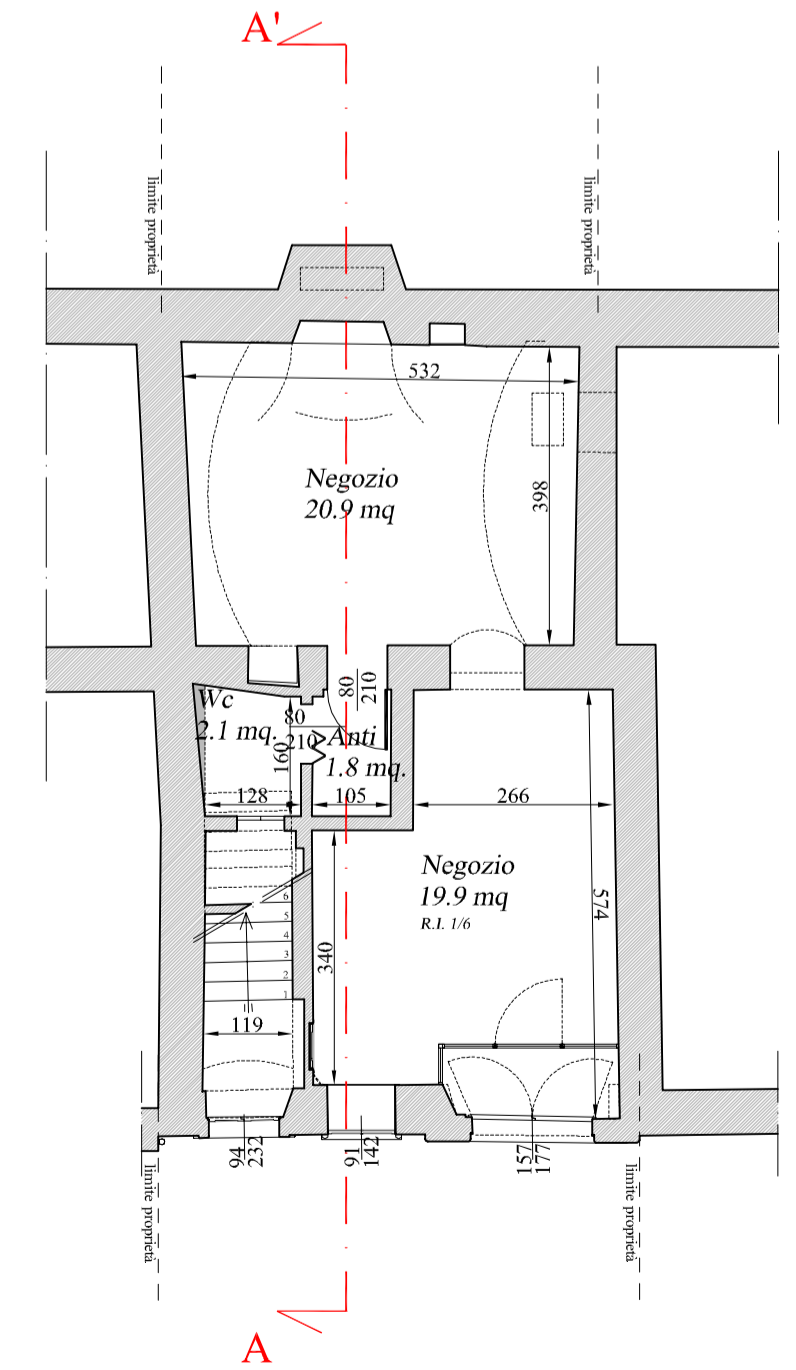 A'
limite proprietà
limite proprietà
532
Negozio
20.9 mq
398
80
210
Wc
2.1 mq.
80
210
160
Anti
1.8 mq.
128
105
266
Negozio
19.9 mq
R.I. 1/6
574
340
6
5
4
3
2
1
119
94
232
91
142
157
177
limite proprietà
limite proprietà
A